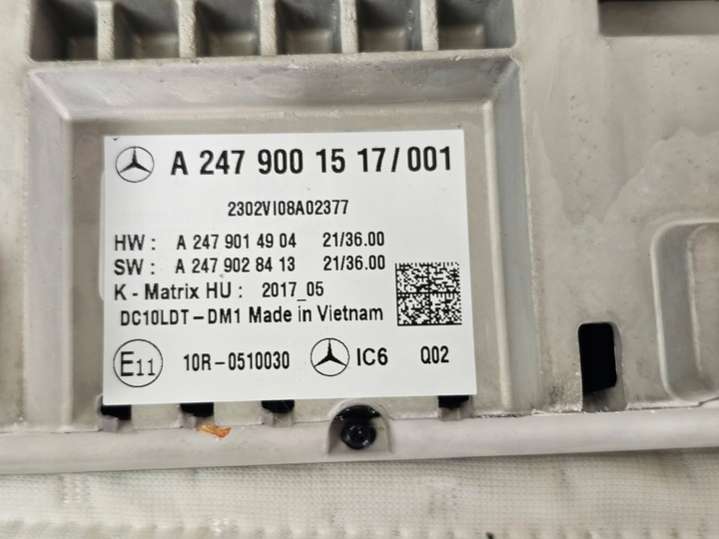 A 247 900 15 17/001
2302VI08A02377
HW : A 247 901 49 04 21/36.00
SW : A 247 902 84 13 21/36.00
K - Matrix HU : 2017_05
DC10LDT-DM1 Made in Vietnam
E11 10R-0510030 IC6 Q02